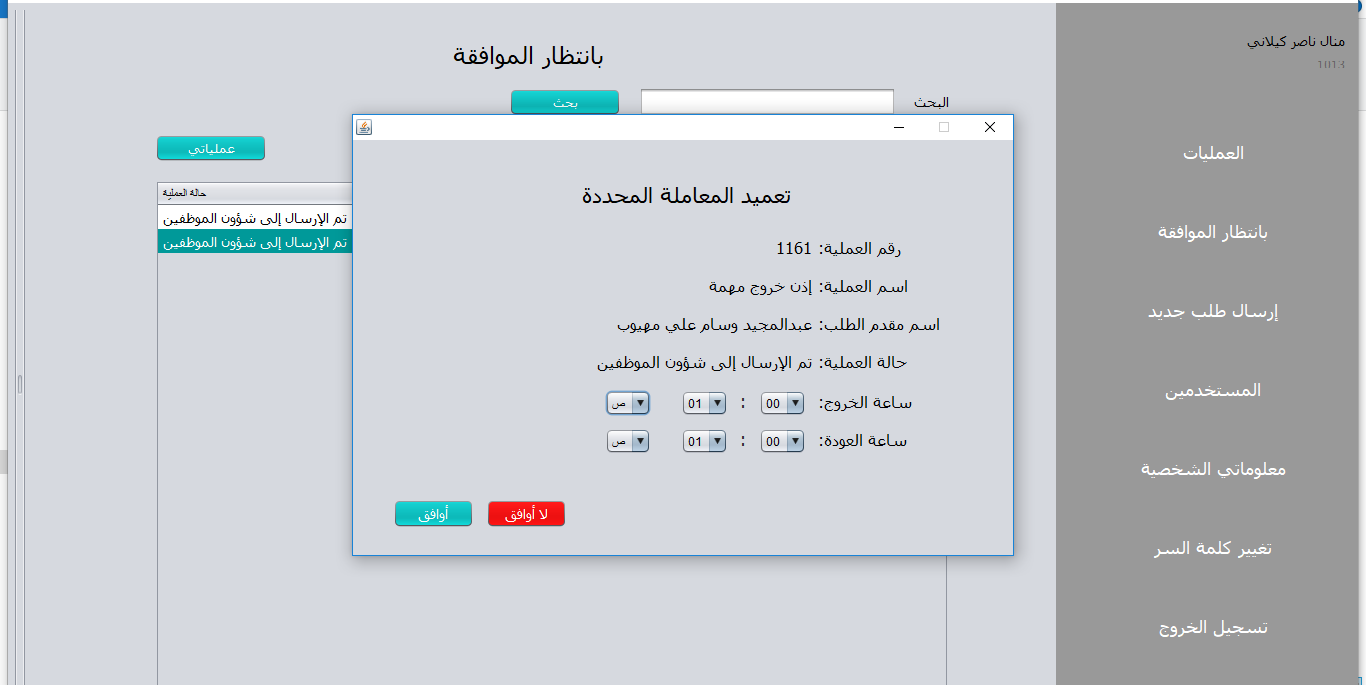 منال ناصر كيلاني
1013
العمليات
بانتظار الموافقة
إرسال طلب جديد
المستخدمين
معلوماتي الشخصية
تغيير كلمة السر
تسجيل الخروج
بانتظار الموافقة
البحث
بحث
عملياتي
حالة العملية
تم الإرسال إلى شؤون الموظفين
تم الإرسال إلى شؤون الموظفين
تعميد المعاملة المحددة
رقم العملية: 1161
اسم العملية: إذن خروج مهمة
اسم مقدم الطلب: عبدالمجيد وسام علي مهيوب
حالة العملية: تم الإرسال إلى شؤون الموظفين
ساعة الخروج: 00 : 01 ص
ساعة العودة: 00 : 01 ص
لا أوافق
أوافق